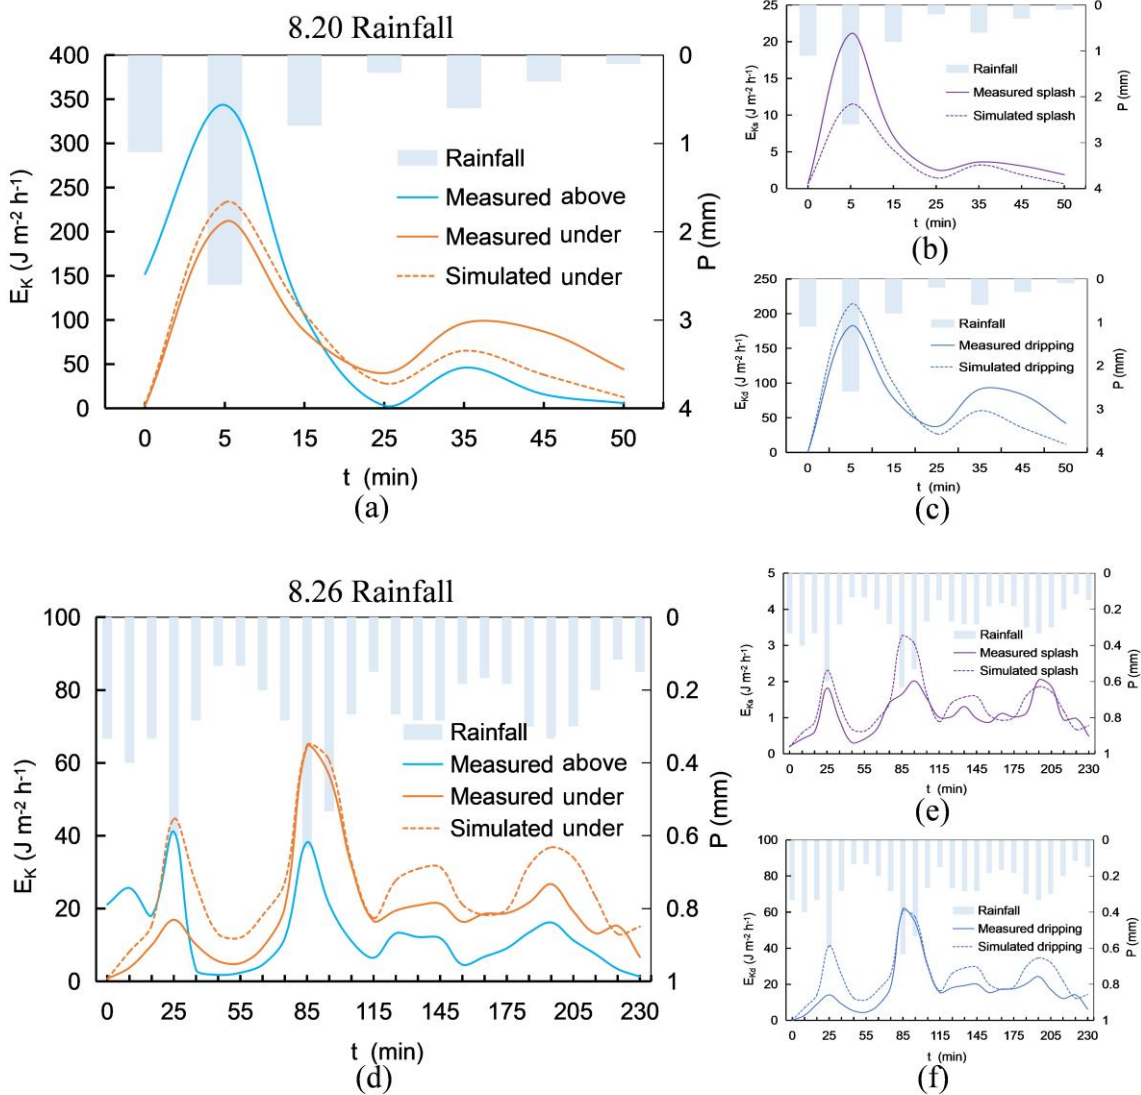 8.20 Rainfall
400
350
300
250
200
150
100
50
0
E_K (J m⁻² h⁻¹)
0
1
2
3
4
P (mm)
Rainfall
Measured above
Measured under
Simulated under
0 5 15 25 35 45 50
t (min)
(a)
25
20
15
10
5
0
E_Ks (J m⁻² h⁻¹)
0
1
2
3
4
P (mm)
Rainfall
Measured splash
Simulated splash
0 5 15 25 35 45 50
t (min)
(b)
250
200
150
100
50
0
E_Kd (J m⁻² h⁻¹)
0
1
2
3
4
P (mm)
Rainfall
Measured dripping
Simulated dripping
0 5 15 25 35 45 50
t (min)
(c)
8.26 Rainfall
100
80
60
40
20
0
E_K (J m⁻² h⁻¹)
0
0.2
0.4
0.6
0.8
1
P (mm)
Rainfall
Measured above
Measured under
Simulated under
0 25 55 85 115 145 175 205 230
t (min)
(d)
5
4
3
2
1
0
E_Ks (J m⁻² h⁻¹)
0
0.2
0.4
0.6
0.8
1
P (mm)
Rainfall
Measured splash
Simulated splash
0 25 55 85 115 145 175 205 230
t (min)
(e)
100
80
60
40
20
0
E_Kd (J m⁻² h⁻¹)
0
0.2
0.4
0.6
0.8
1
P (mm)
Rainfall
Measured dripping
Simulated dripping
0 25 55 85 115 145 175 205 230
t (min)
(f)